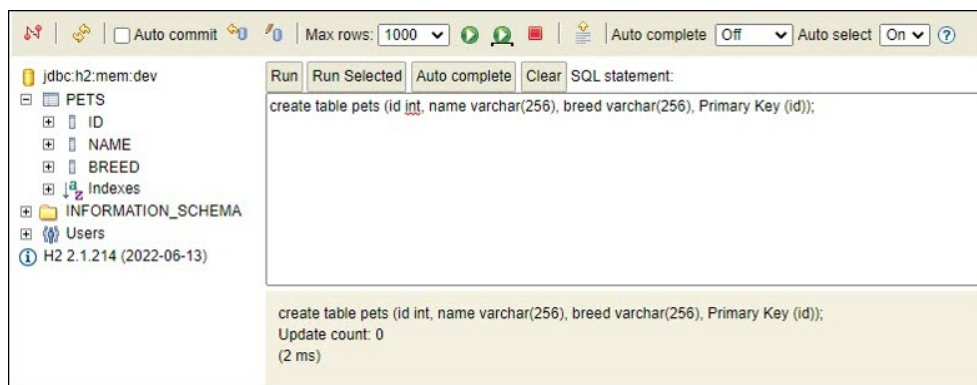 Auto commit Max rows: 1000 Auto complete Off Auto select On ?
jdbc:h2:mem:dev
PETS
ID
NAME
BREED
Indexes
INFORMATION_SCHEMA
Users
H2 2.1.214 (2022-06-13)
Run Run Selected Auto complete Clear SQL statement:
create table pets (id int, name varchar(256), breed varchar(256), Primary Key (id));
create table pets (id int, name varchar(256), breed varchar(256), Primary Key (id));
Update count: 0
(2 ms)